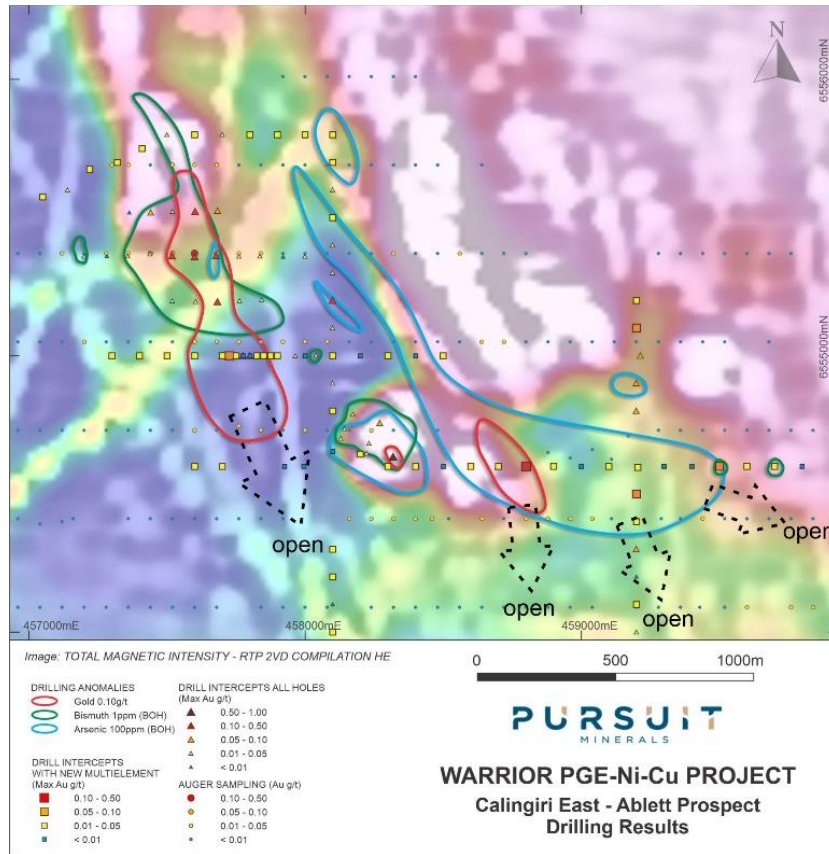 N
6556000mN
6555000mN
open
open
open
open
457000mE
458000mE
459000mE
Image: TOTAL MAGNETIC INTENSITY - RTP 2VD COMPILATION HE
0 500 1000m
DRILLING ANOMALIES
Gold 0.10g/t
Bismuth 1ppm (BOH)
Arsenic 100ppm (BOH)
DRILL INTERCEPTS
WITH NEW MULTIELEMENT
(Max Au g/t)
0.10 - 0.50
0.05 - 0.10
0.01 - 0.05
< 0.01
DRILL INTERCEPTS ALL HOLES
(Max Au g/t)
0.50 - 1.00
0.10 - 0.50
0.05 - 0.10
0.01 - 0.05
< 0.01
AUGER SAMPLING (Au g/t)
0.10 - 0.50
0.05 - 0.10
0.01 - 0.05
< 0.01
PURSUIT
MINERALS
WARRIOR PGE-Ni-Cu PROJECT
Calingiri East - Ablett Prospect
Drilling Results